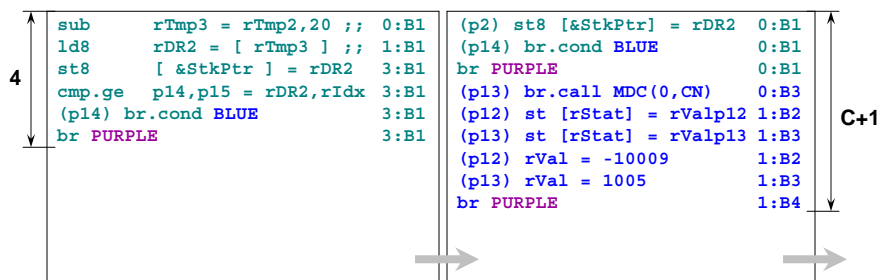 4
sub rTmp3 = rTmp2,20 ;; 0:B1
ld8 rDR2 = [ rTmp3 ] ;; 1:B1
st8 [ &StkPtr ] = rDR2 3:B1
cmp.ge p14,p15 = rDR2,rIdx 3:B1
(p14) br.cond BLUE 3:B1
br PURPLE 3:B1
(p2) st8 [&StkPtr] = rDR2 0:B1
(p14) br.cond BLUE 0:B1
br PURPLE 0:B1
(p13) br.call MDC(0,CN) 0:B3
(p12) st [rStat] = rValp12 1:B2
(p13) st [rStat] = rValp13 1:B3
(p12) rVal = -10009 1:B2
(p13) rVal = 1005 1:B3
br PURPLE 1:B4
C+1